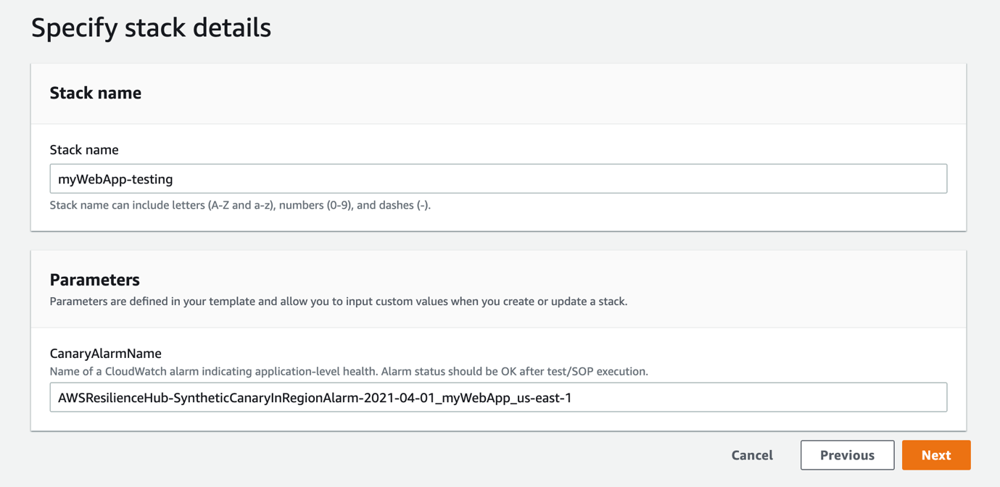 Specify stack details
Stack name
Stack name
myWebApp-testing
Stack name can include letters (A-Z and a-z), numbers (0-9), and dashes (-).
Parameters
Parameters are defined in your template and allow you to input custom values when you create or update a stack.
CanaryAlarmName
Name of a CloudWatch alarm indicating application-level health. Alarm status should be OK after test/SOP execution.
AWSResilienceHub-SyntheticCanaryInRegionAlarm-2021-04-01_myWebApp_us-east-1
Cancel Previous Next